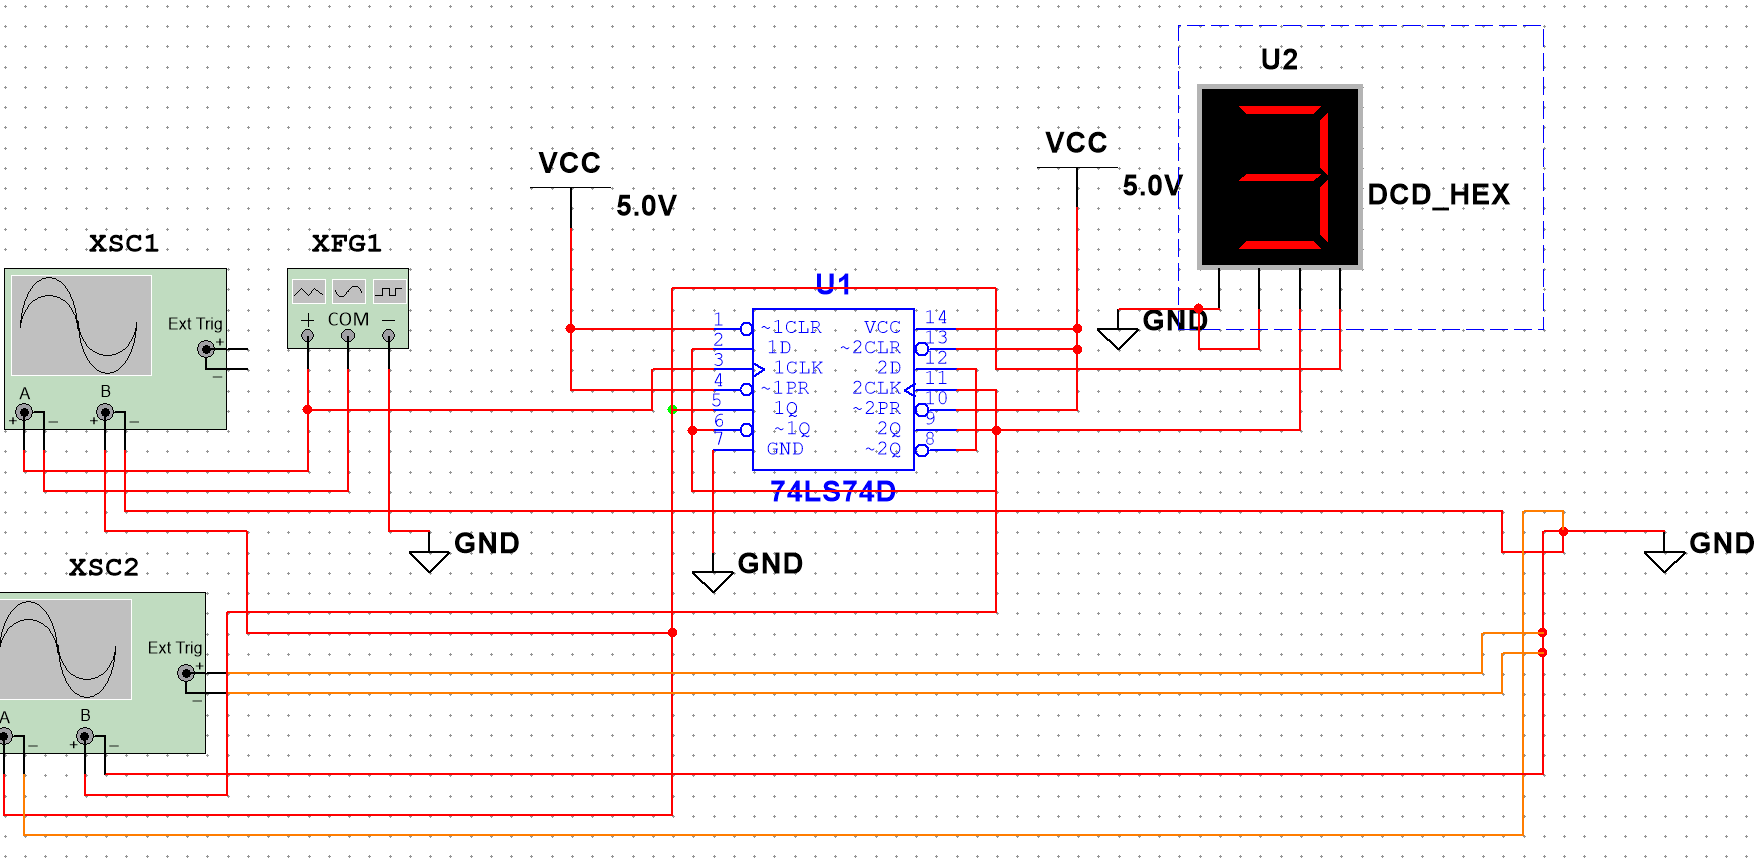 U2
VCC
5.0V
DCD_HEX
VCC
5.0V
XSC1
XFG1
Ext Trig
+
−
A
B
+
−
+
−
+ COM −
GND
U1
1 ~1CLR
2 1D
3 1CLK
4 ~1PR
5 1Q
6 ~1Q
7 GND
VCC 14
~2CLR 13
2D 12
2CLK 11
~2PR 10
2Q 9
~2Q 8
74LS74D
GND
GND
GND
XSC2
Ext Trig
+
−
A
B
−
+
−
3